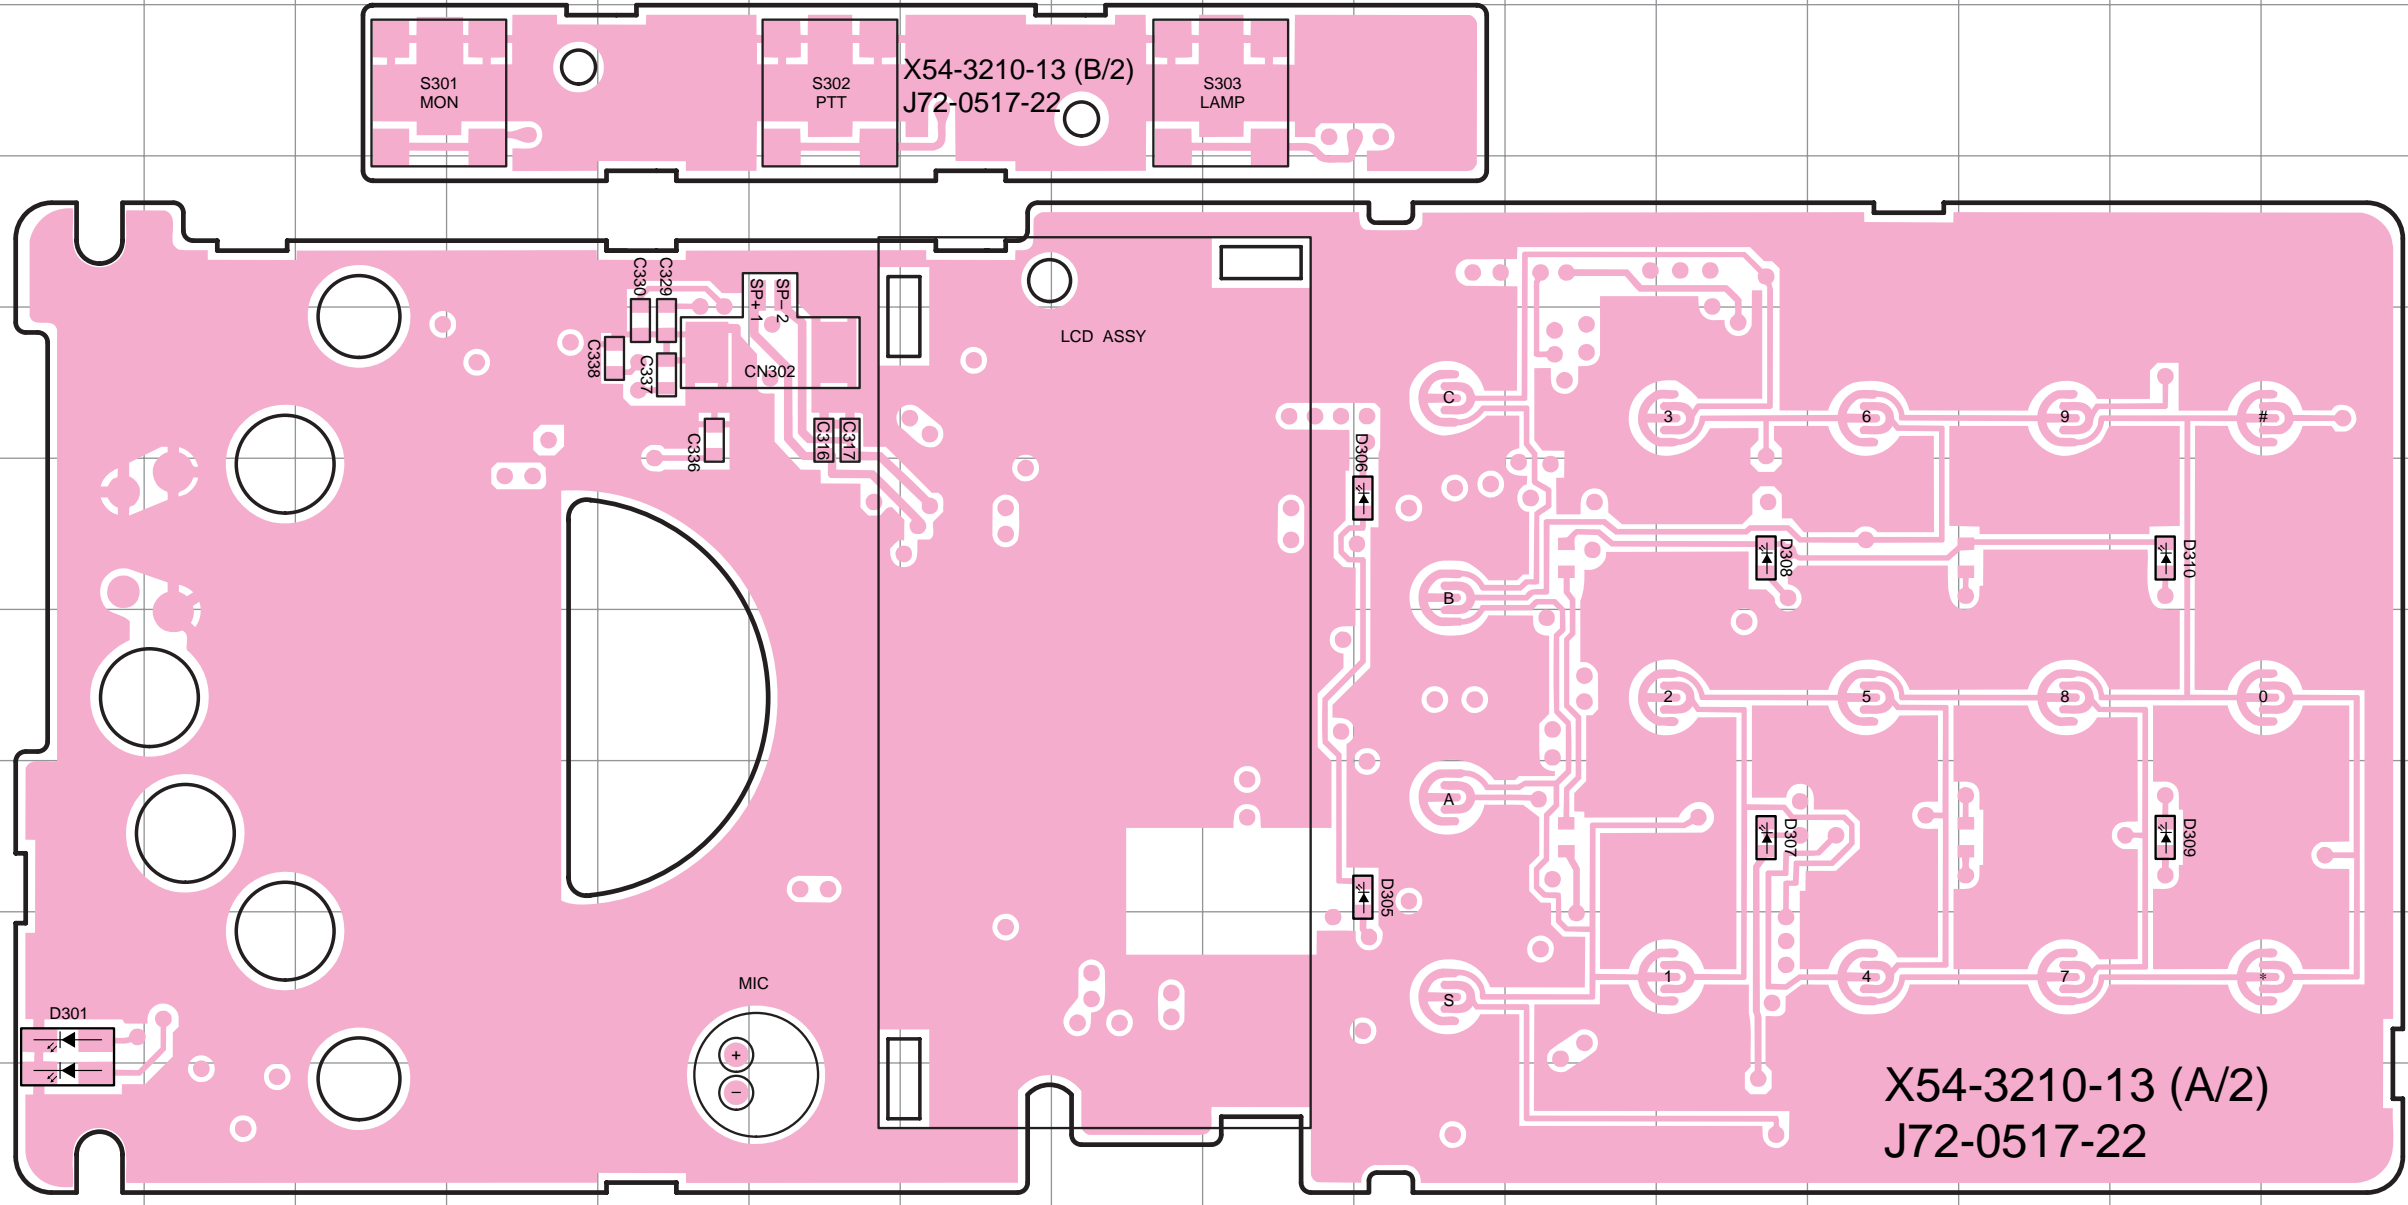 S301
MON
S302
PTT
X54-3210-13 (B/2)
J72-0517-22
S303
LAMP
C330
C329
SP+ 1
SP- 2
C338
C337
CN302
C336
C316
C317
LCD ASSY
D306
C
3
6
9
#
D308
D310
B
2
5
8
0
A
D307
D309
D305
S
1
4
7
*
MIC
+
−
D301
X54-3210-13 (A/2)
J72-0517-22